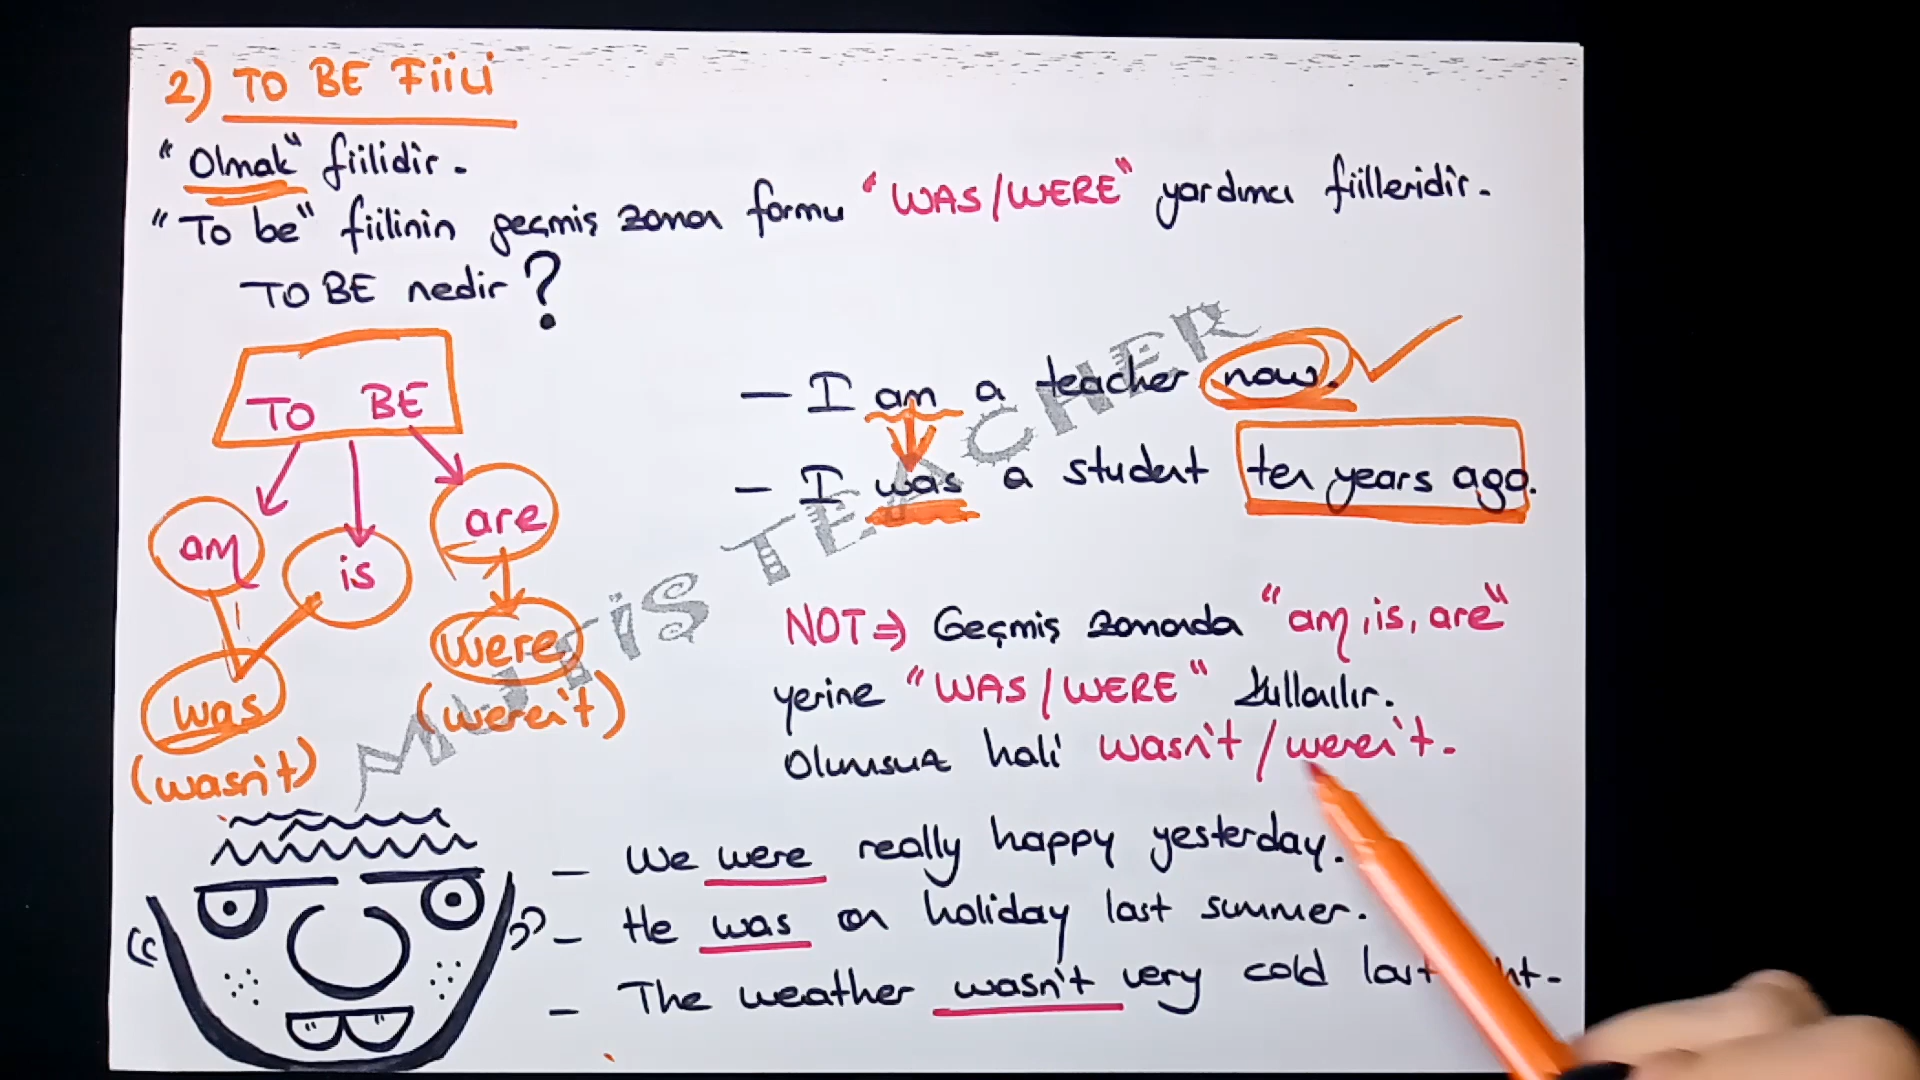 2) TO BE Fiili
"Olmak" fiilidir.
"To be" fiilinin geçmiş zaman formu "WAS/WERE" yardımcı fiilleridir.
TO BE nedir?
TO BE
am
is
are
was
(wasn't)
were
(weren't)
- I am a teacher now.
- I was a student ten years ago.
NOT⇒ Geçmiş zamanda "am, is, are"
yerine "WAS/WERE" kullanılır.
Olumsuz hali wasn't/weren't.
- We were really happy yesterday.
- He was on holiday last summer.
- The weather wasn't very cold last
MUTIS TEACHER